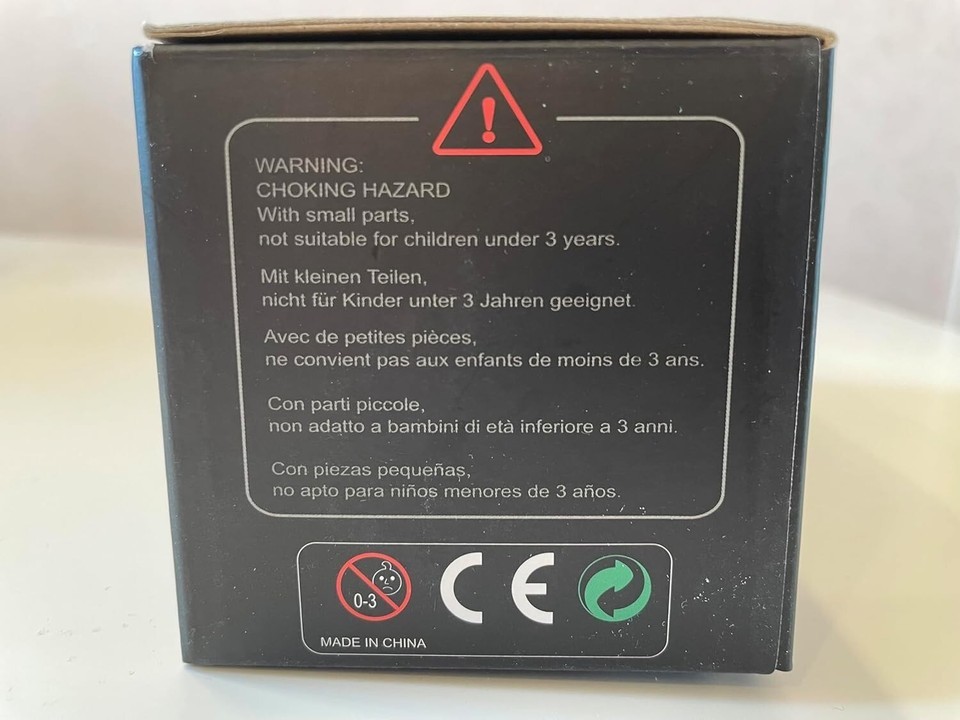 WARNING:
CHOKING HAZARD
With small parts,
not suitable for children under 3 years.
Mit kleinen Teilen,
nicht für Kinder unter 3 Jahren geeignet.
Avec de petites pièces,
ne convient pas aux enfants de moins de 3 ans.
Con parti piccole,
non adatto a bambini di età inferiore a 3 anni.
Con piezas pequeñas,
no apto para niños menores de 3 años.
0-3
CE
MADE IN CHINA